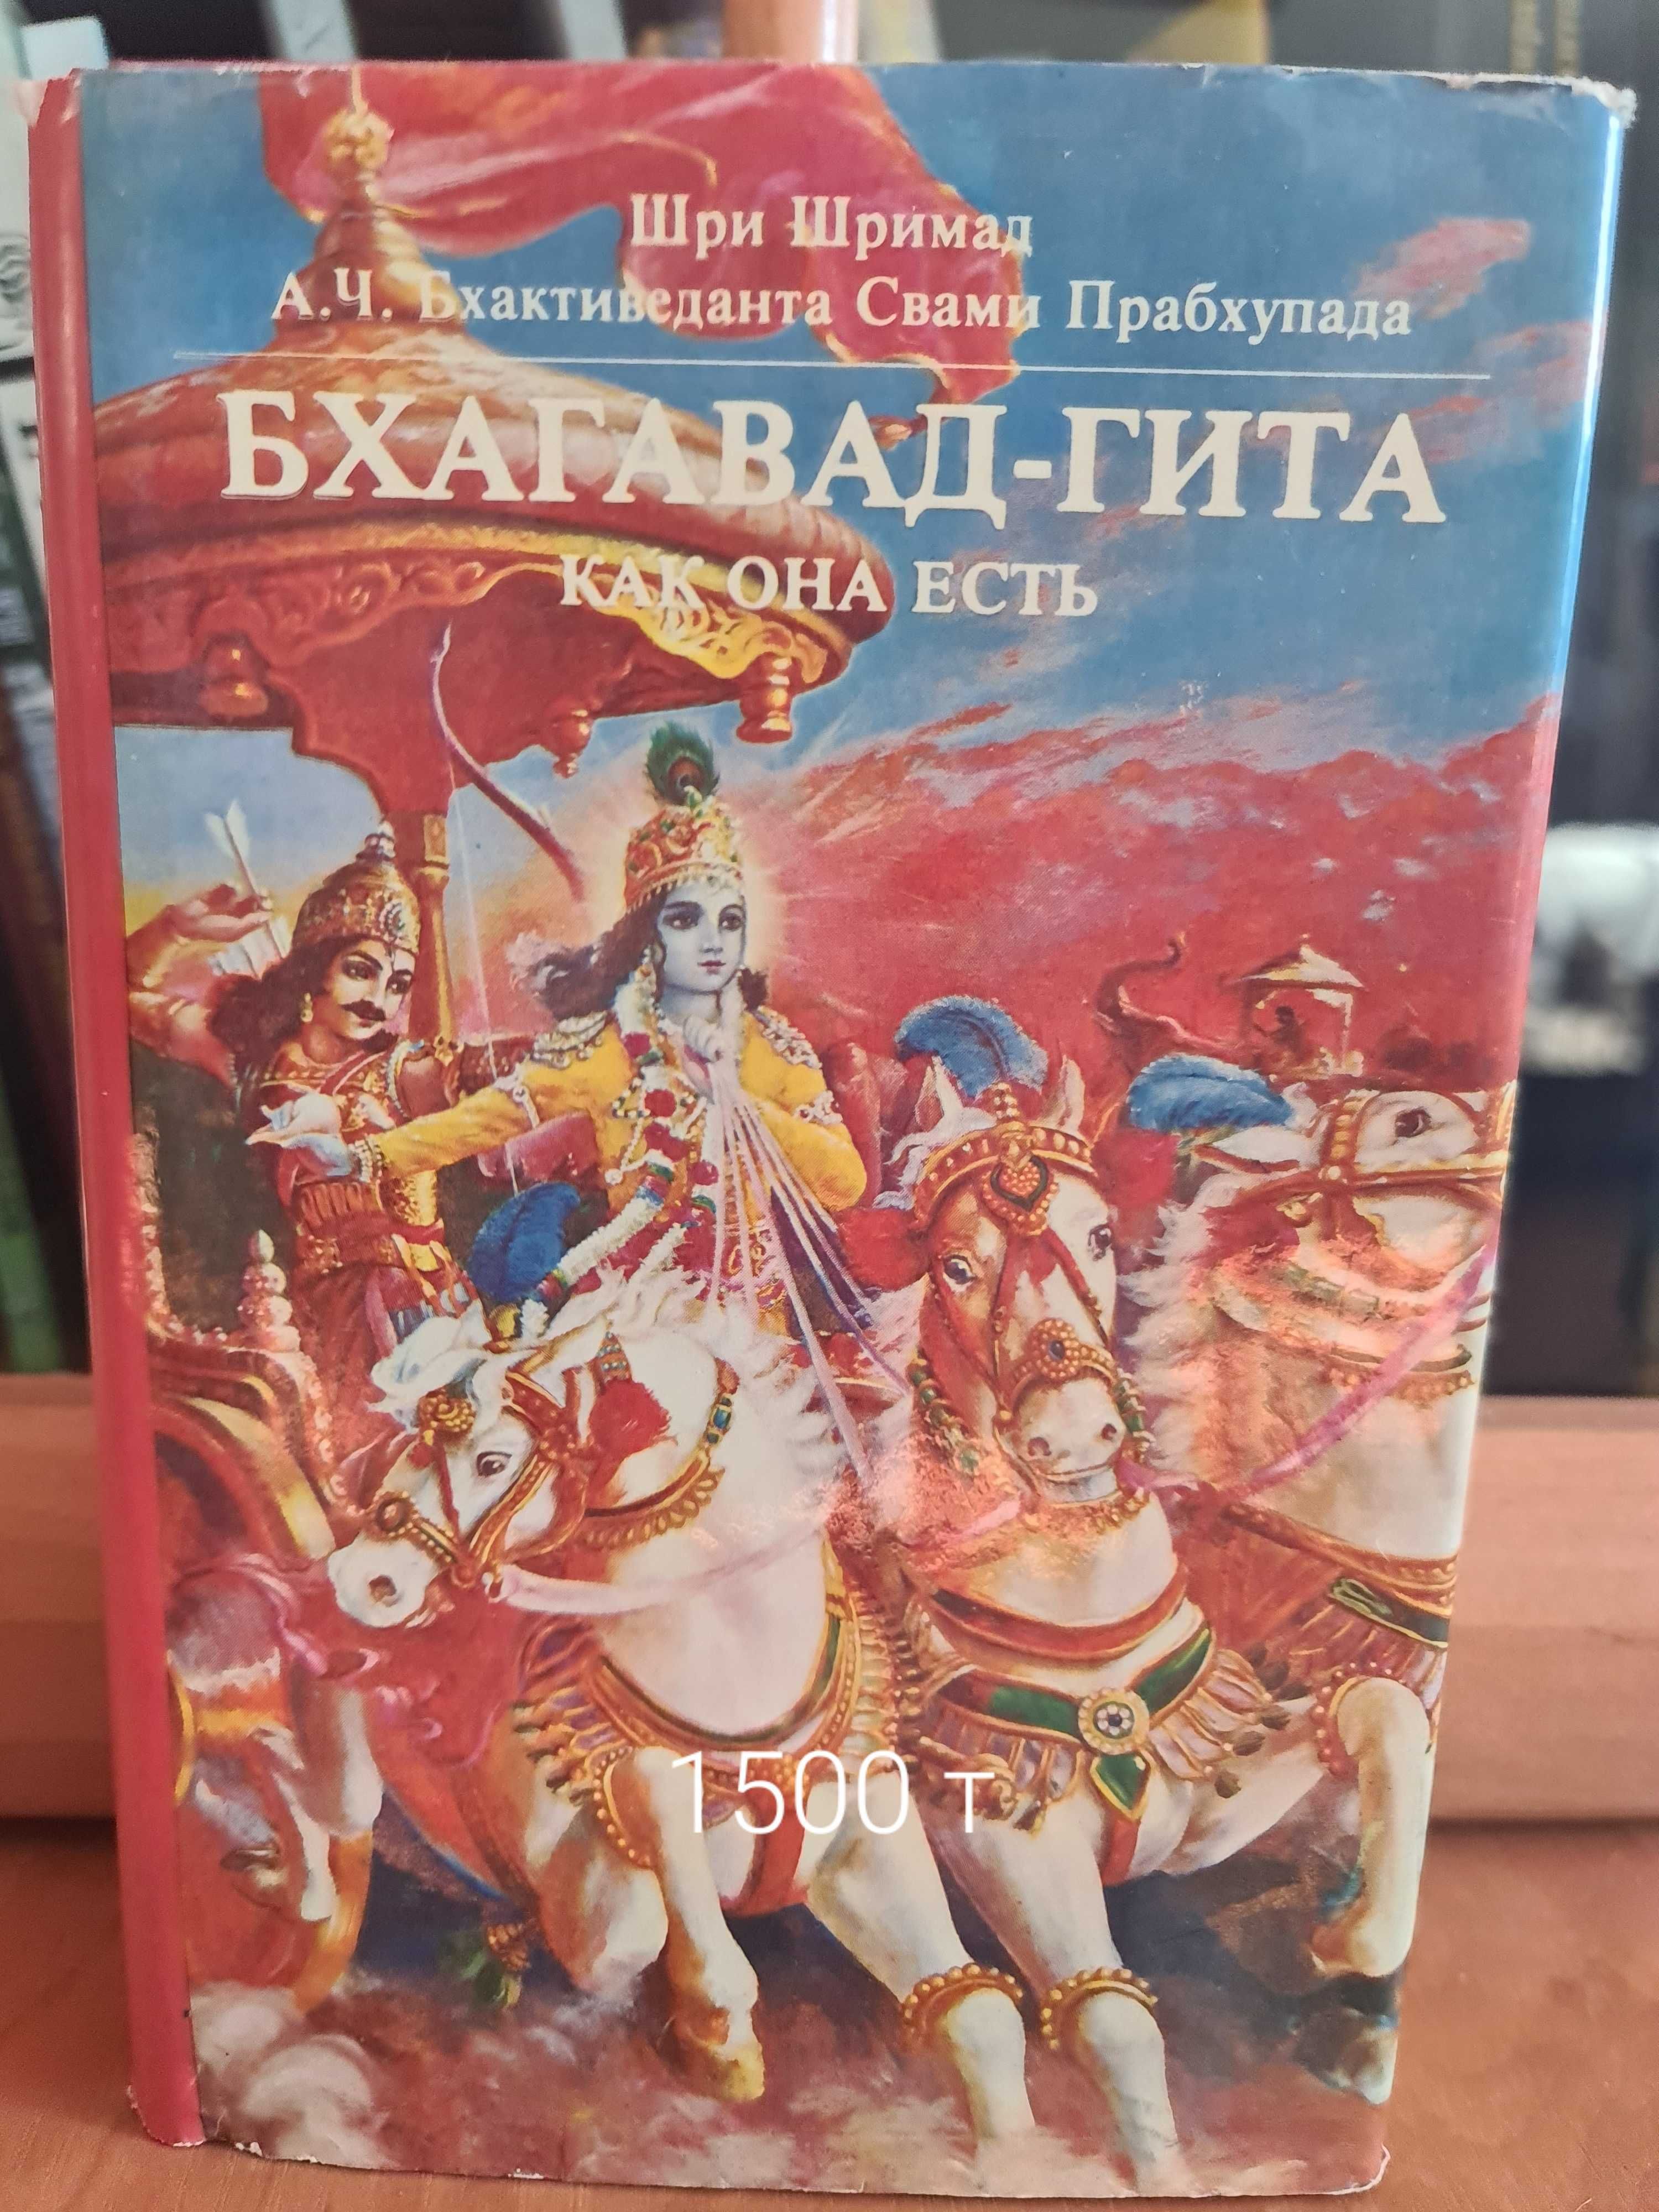 Шри Шримад
А.Ч. Бхактиведанта Свами Прабхупада
БХАГАВАД-ГИТА
КАК ОНА ЕСТЬ
1500 т